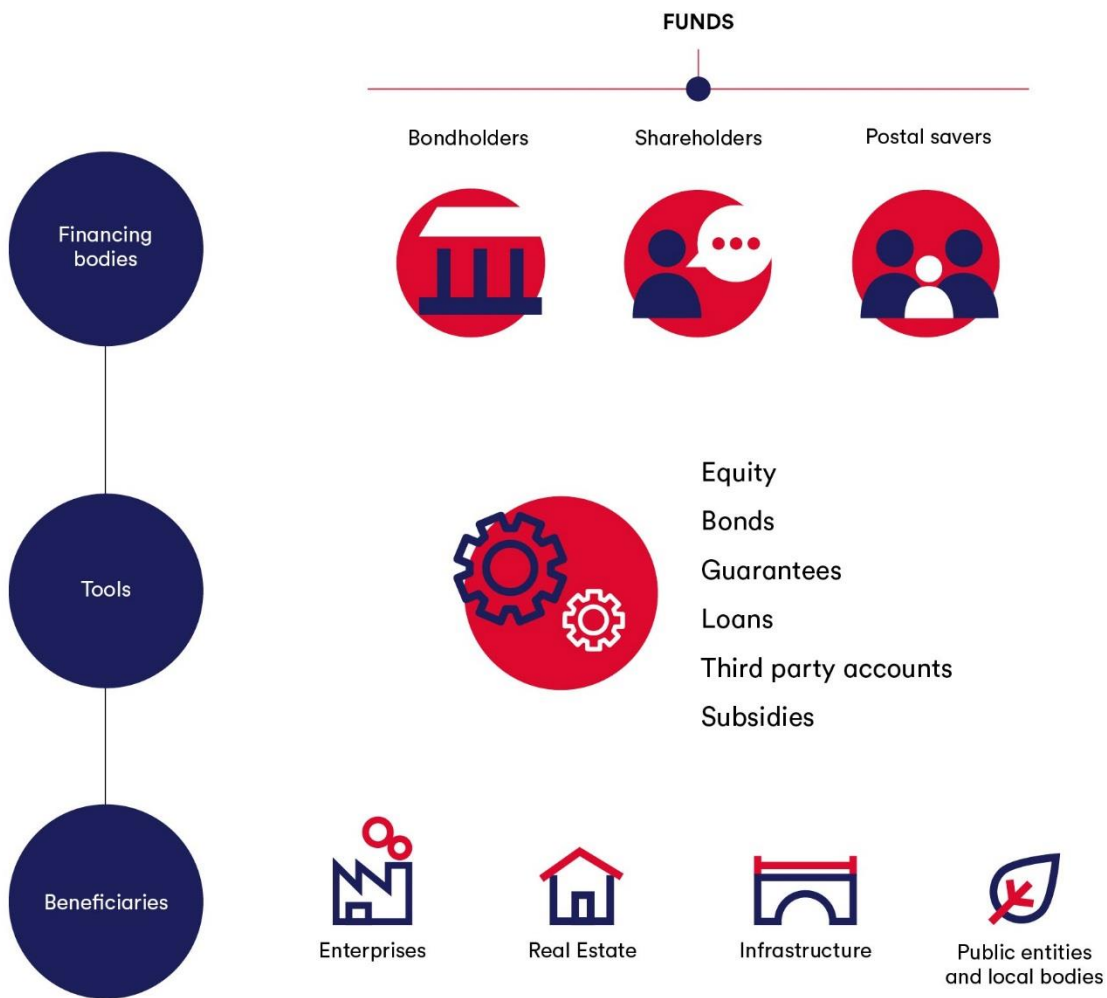 FUNDS
Bondholders
Shareholders
Postal savers
Financing
bodies
Equity
Bonds
Guarantees
Loans
Third party accounts
Subsidies
Tools
Beneficiaries
Enterprises
Real Estate
Infrastructure
Public entities
and local bodies